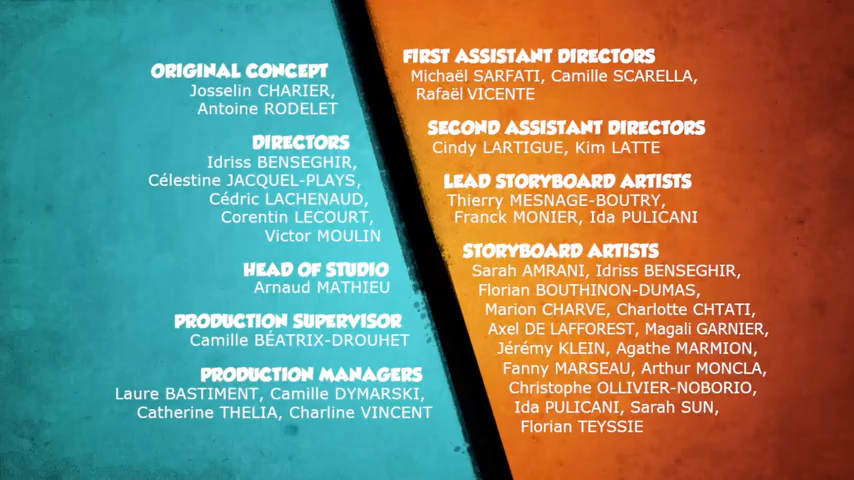 ORIGINAL CONCEPT
Josselin CHARIER,
Antoine RODELET
DIRECTORS
Idriss BENSEGHIR,
Célestine JACQUEL-PLAYS,
Cédric LACHENAUD,
Corentin LECOURT,
Victor MOULIN
HEAD OF STUDIO
Arnaud MATHIEU
PRODUCTION SUPERVISOR
Camille BÉATRIX-DROUHET
PRODUCTION MANAGERS
Laure BASTIMENT, Camille DYMARSKI,
Catherine THELIA, Charline VINCENT
FIRST ASSISTANT DIRECTORS
Michaël SARFATI, Camille SCARELLA,
Rafaël VICENTE
SECOND ASSISTANT DIRECTORS
Cindy LARTIGUE, Kim LATTE
LEAD STORYBOARD ARTISTS
Thierry MESNAGE-BOUTRY,
Franck MONIER, Ida PULICANI
STORYBOARD ARTISTS
Sarah AMRANI, Idriss BENSEGHIR,
Florian BOUTHINON-DUMAS,
Marion CHARVE, Charlotte CHTATI,
Axel DE LAFFOREST, Magali GARNIER,
Jérémy KLEIN, Agathe MARMION,
Fanny MARSEAU, Arthur MONCLA,
Christophe OLLIVIER-NOBORIO,
Ida PULICANI, Sarah SUN,
Florian TEYSSIE